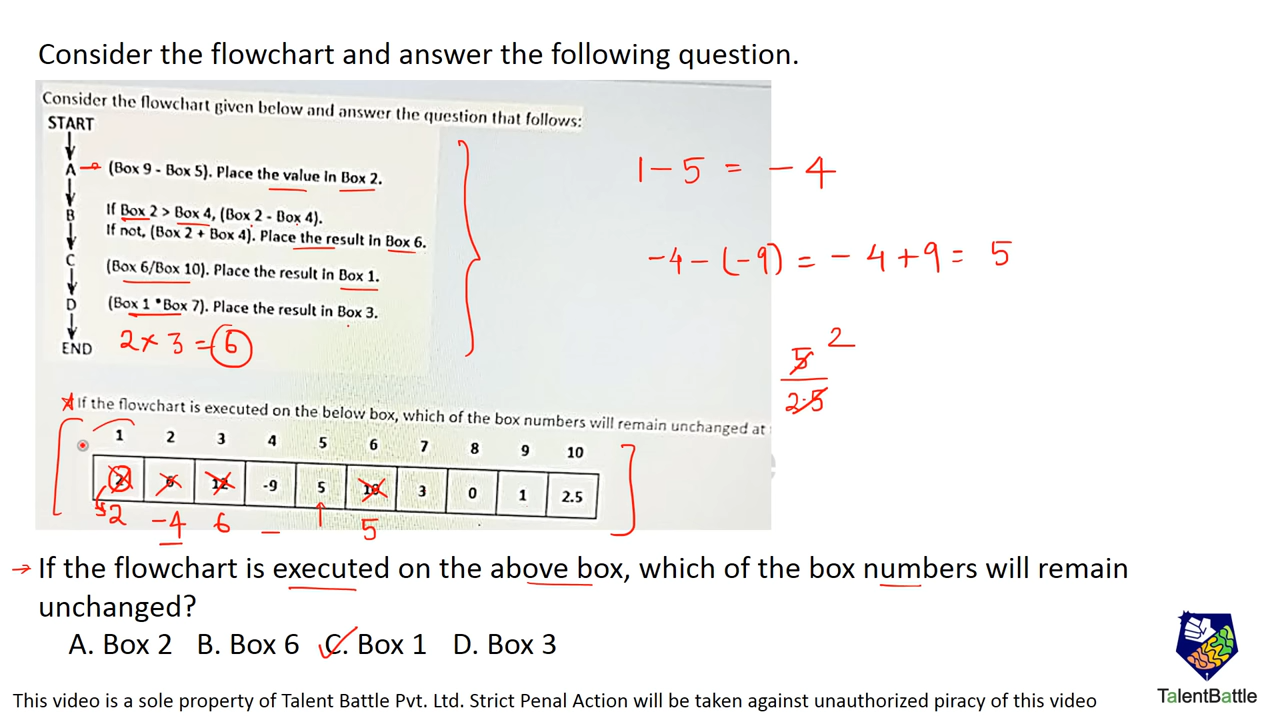 Consider the flowchart and answer the following question.
Consider the flowchart given below and answer the question that follows:
START
A → (Box 9 - Box 5). Place the value in Box 2.
B If Box 2 > Box 4, (Box 2 - Box 4).
If not, (Box 2 + Box 4). Place the result in Box 6.
C (Box 6/Box 10). Place the result in Box 1.
D (Box 1 * Box 7). Place the result in Box 3.
END 2 × 3 = 6
1 - 5 = - 4
-4 - (-9) = - 4 + 9 = 5
5 2
2.5
If the flowchart is executed on the below box, which of the box numbers will remain unchanged at
1 2 3 4 5 6 7 8 9 10
2 6 12 -9 5 10 3 0 1 2.5
2 -4 6 5
→ If the flowchart is executed on the above box, which of the box numbers will remain
unchanged?
A. Box 2 B. Box 6 C. Box 1 D. Box 3
TalentBattle
This video is a sole property of Talent Battle Pvt. Ltd. Strict Penal Action will be taken against unauthorized piracy of this video